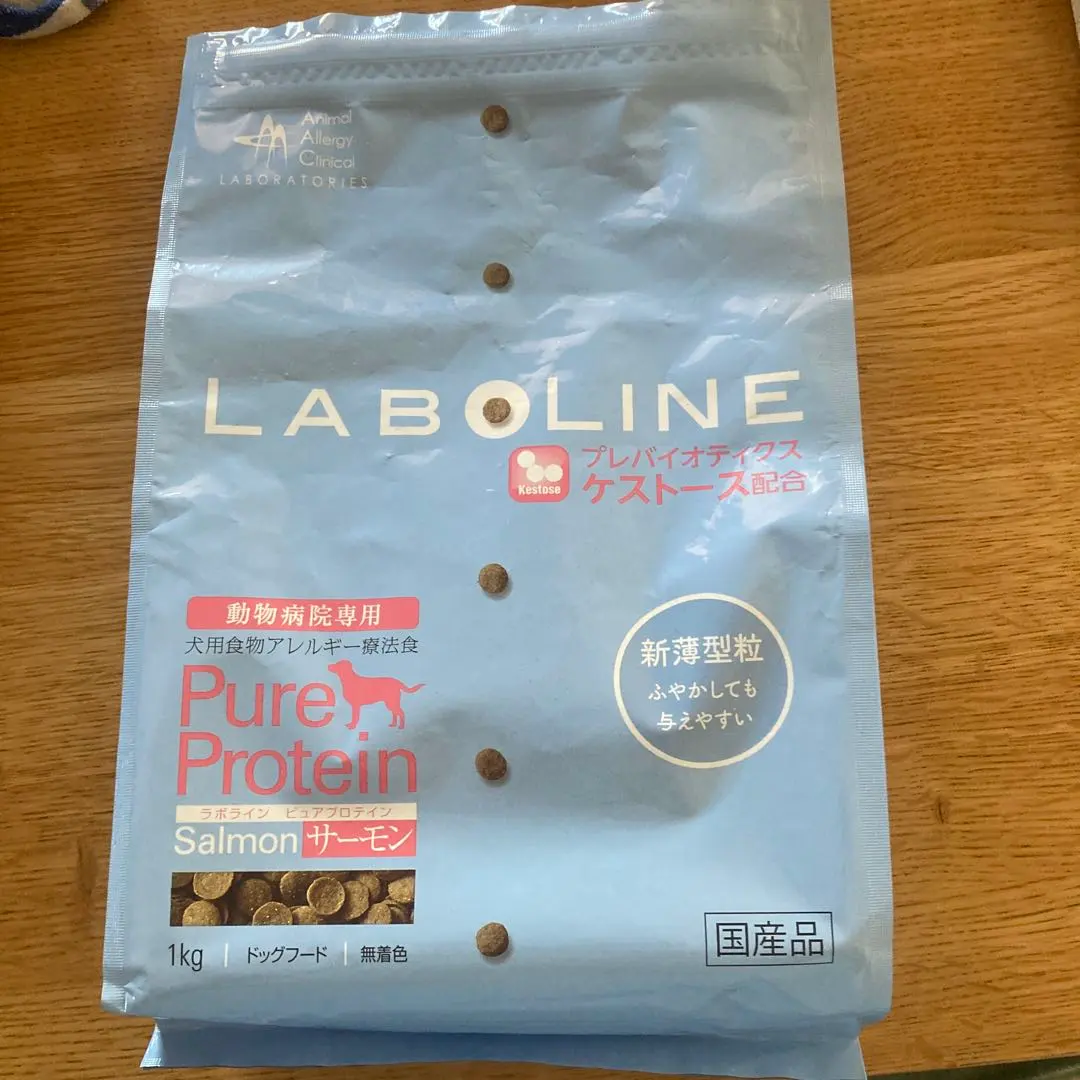 Animal
Allergy
Clinical
LABORATORIES
LABOLINE
Kestose
プレバイオティクス
ケストース配合
動物病院専用
犬用食物アレルギー療法食
Pure
Protein
ラボライン ピュアプロテイン
Salmon サーモン
1kg | ドッグフード | 無着色
新薄型粒
ふやかしても
与えやすい
国産品